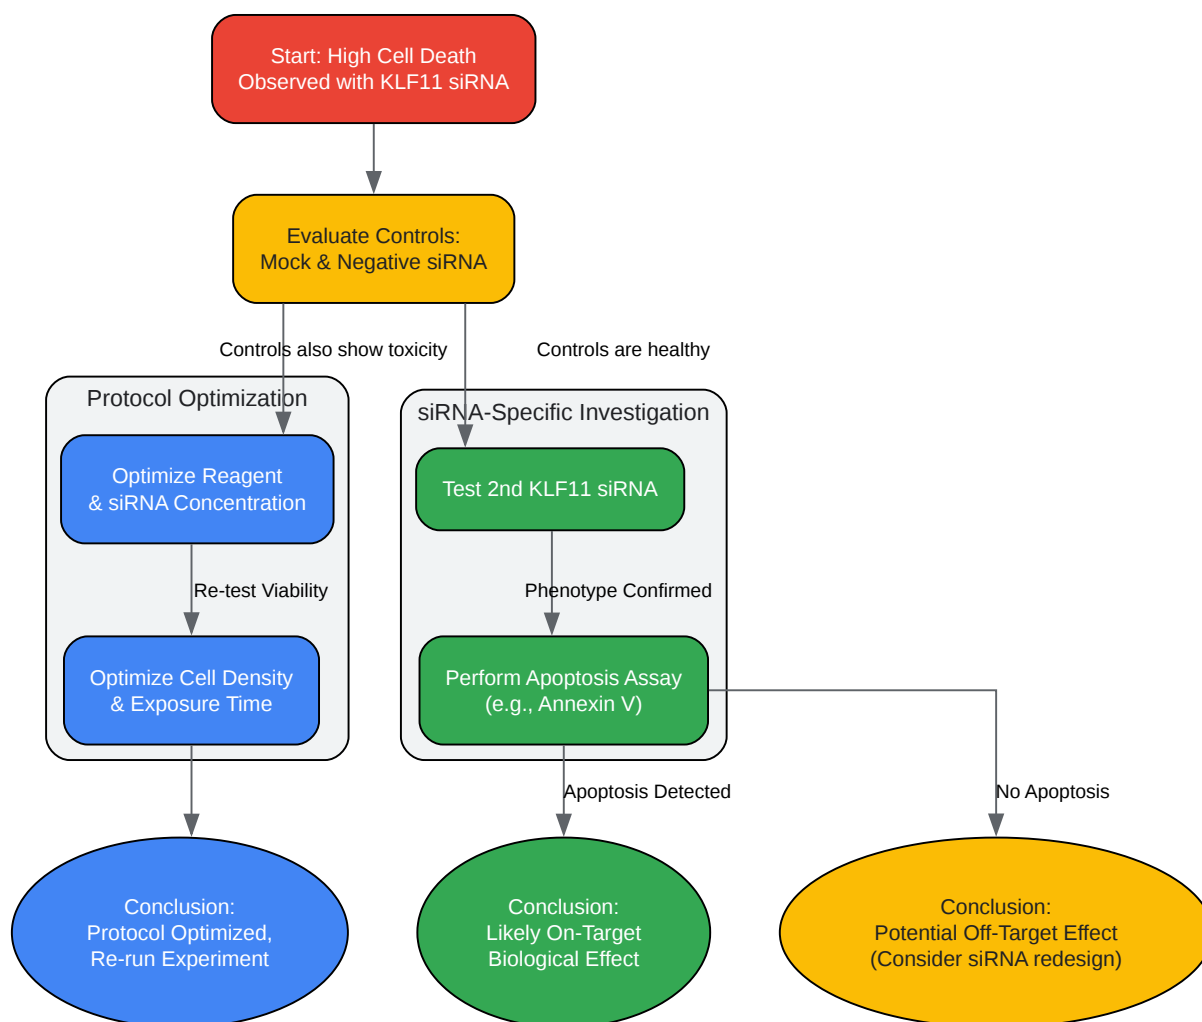 Start: High Cell Death
Observed with KLF11 siRNA
Evaluate Controls:
Mock & Negative siRNA
Controls also show toxicity
Controls are healthy
Protocol Optimization
siRNA-Specific Investigation
Optimize Reagent
& siRNA Concentration
Test 2nd KLF11 siRNA
Re-test Viability
Phenotype Confirmed
Optimize Cell Density
& Exposure Time
Perform Apoptosis Assay
(e.g., Annexin V)
Apoptosis Detected
No Apoptosis
Conclusion:
Protocol Optimized,
Re-run Experiment
Conclusion:
Likely On-Target
Biological Effect
Conclusion:
Potential Off-Target Effect
(Consider siRNA redesign)